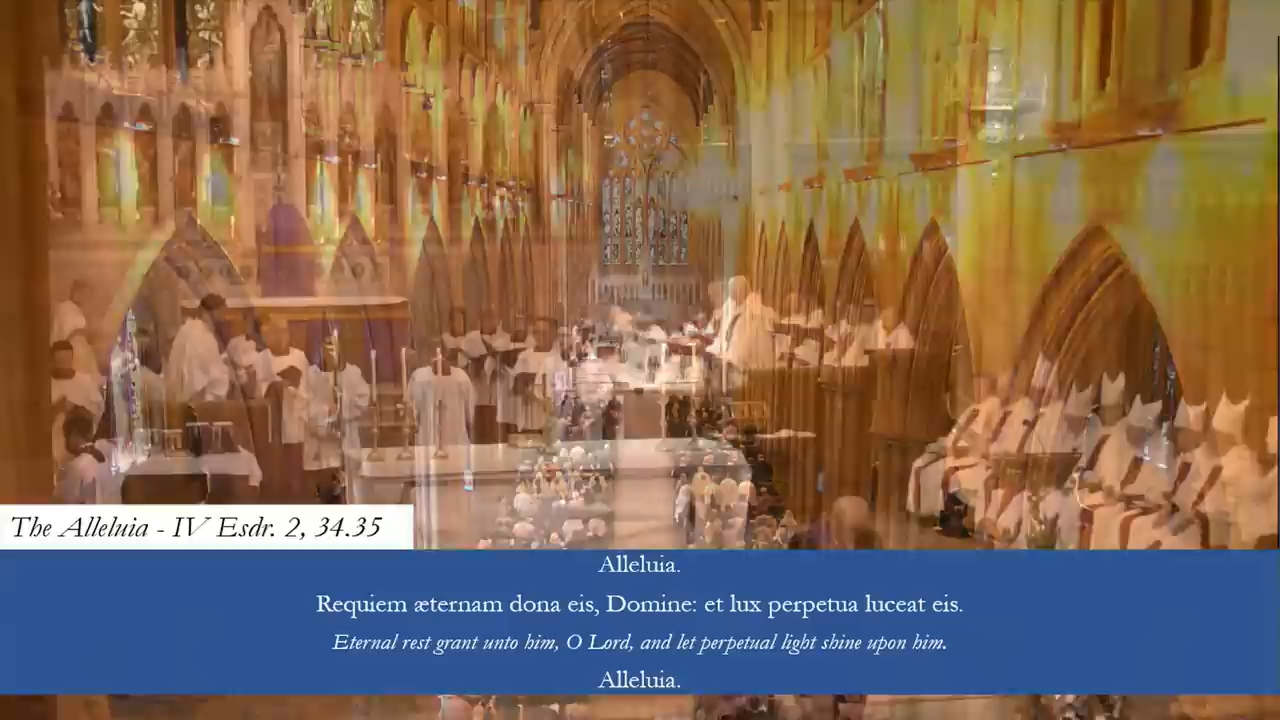 The Alleluia - IV Esdr. 2, 34.35
Alleluia.
Requiem æternam dona eis, Domine: et lux perpetua luceat eis.
Eternal rest grant unto him, O Lord, and let perpetual light shine upon him.
Alleluia.